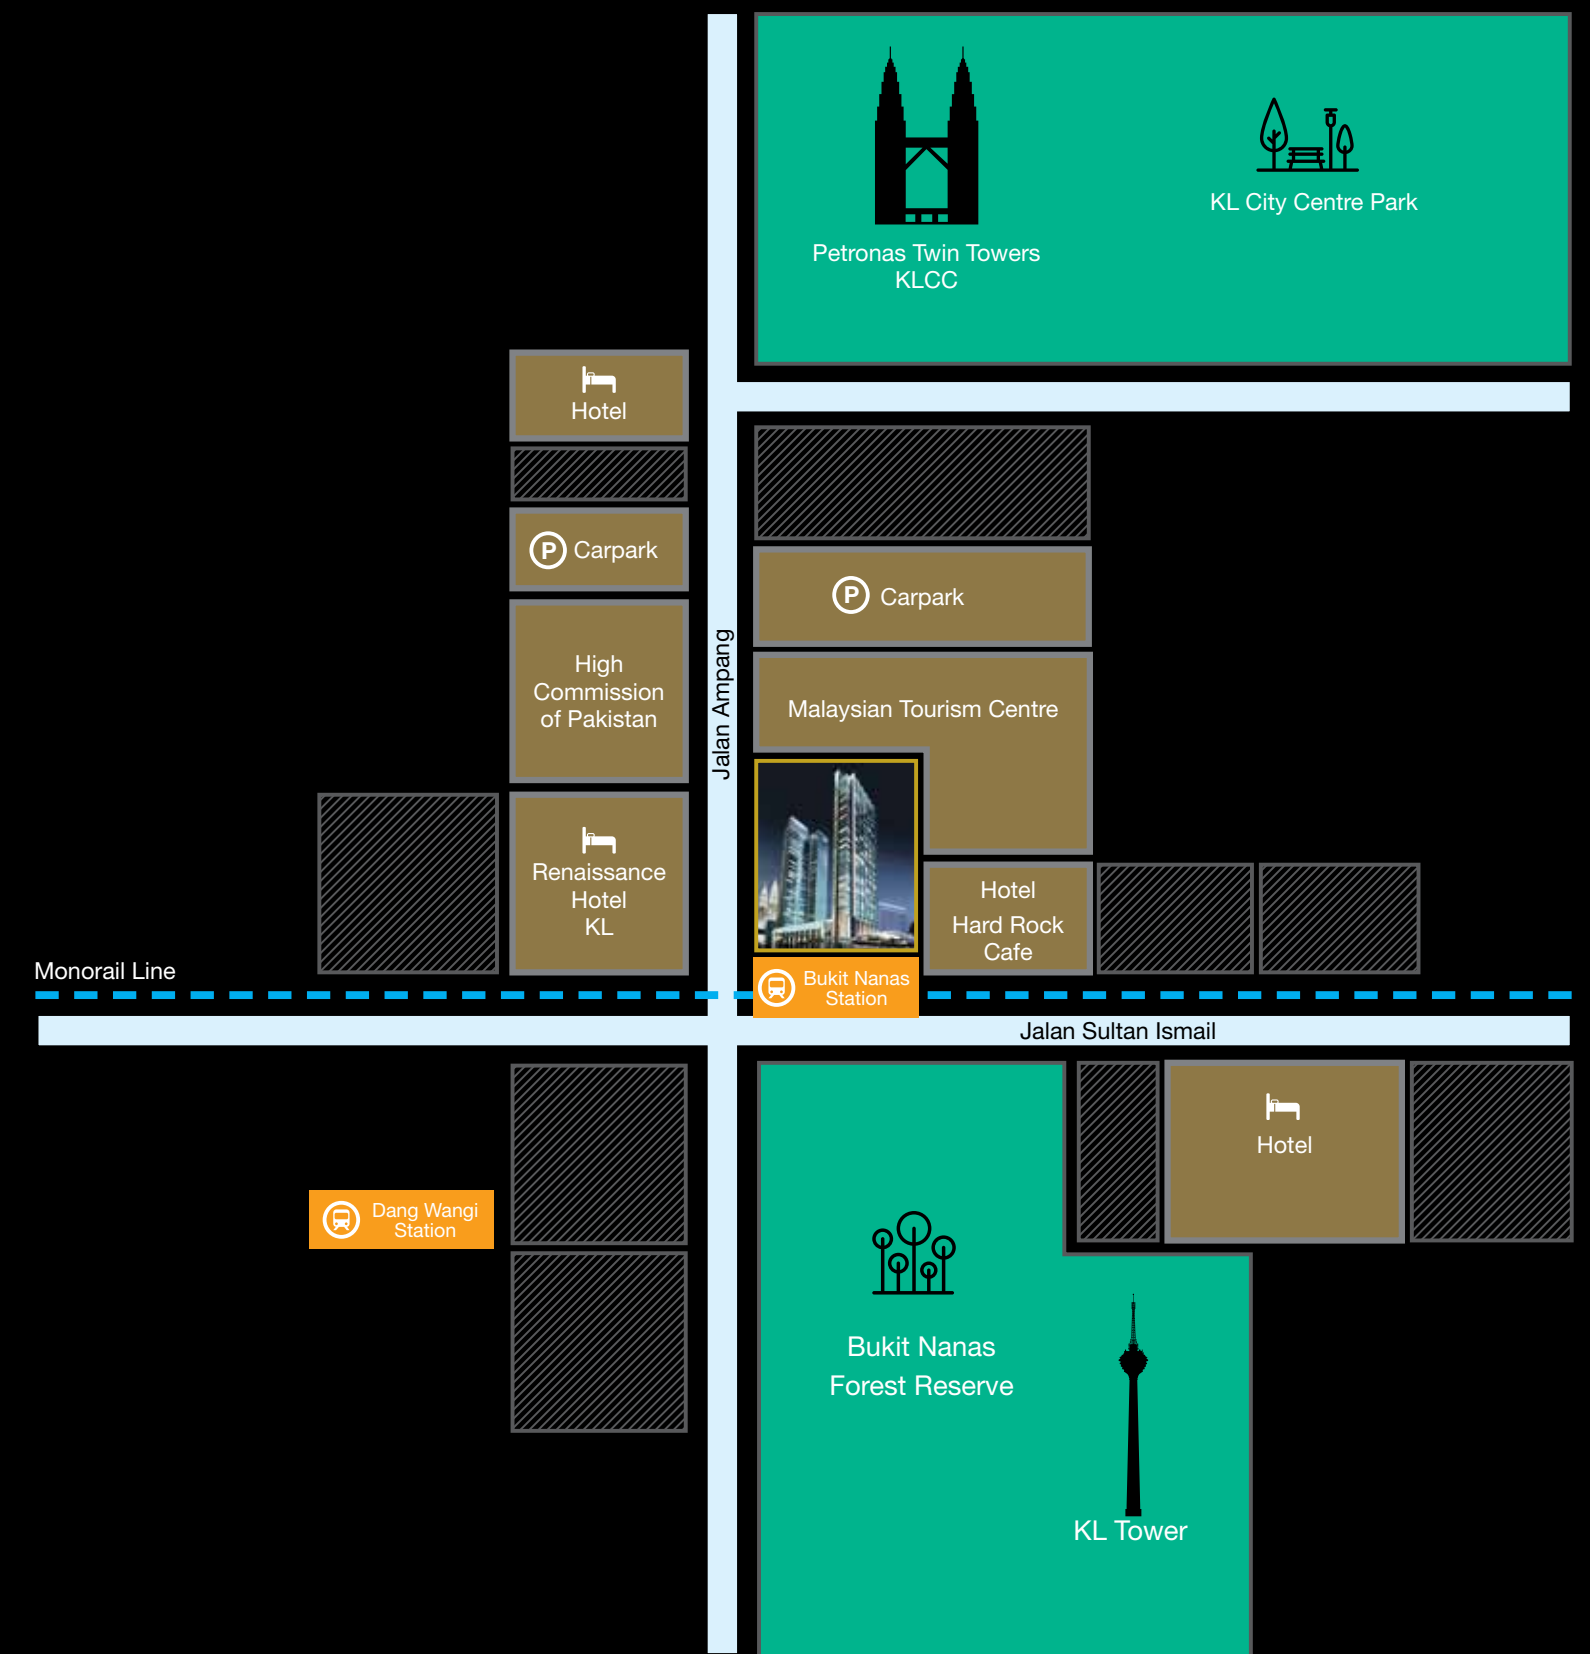 Petronas Twin Towers
KLCC
KL City Centre Park
Hotel
P Carpark
P Carpark
High
Commission
of Pakistan
Jalan Ampang
Malaysian Tourism Centre
Renaissance
Hotel
KL
Hotel
Hard Rock
Cafe
Monorail Line
Bukit Nanas
Station
Jalan Sultan Ismail
Hotel
Dang Wangi
Station
Bukit Nanas
Forest Reserve
KL Tower